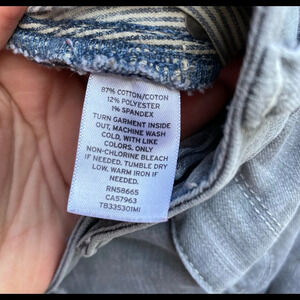 87% COTTON/COTON
12% POLYESTER
1% SPANDEX
TURN GARMENT INSIDE
OUT, MACHINE WASH
COLD, WITH LIKE
COLORS. ONLY
NON-CHLORINE BLEACH
IF NEEDED, TUMBLE DRY
LOW, WARM IRON IF
NEEDED.
RN58665
CA57963
TB335301MI